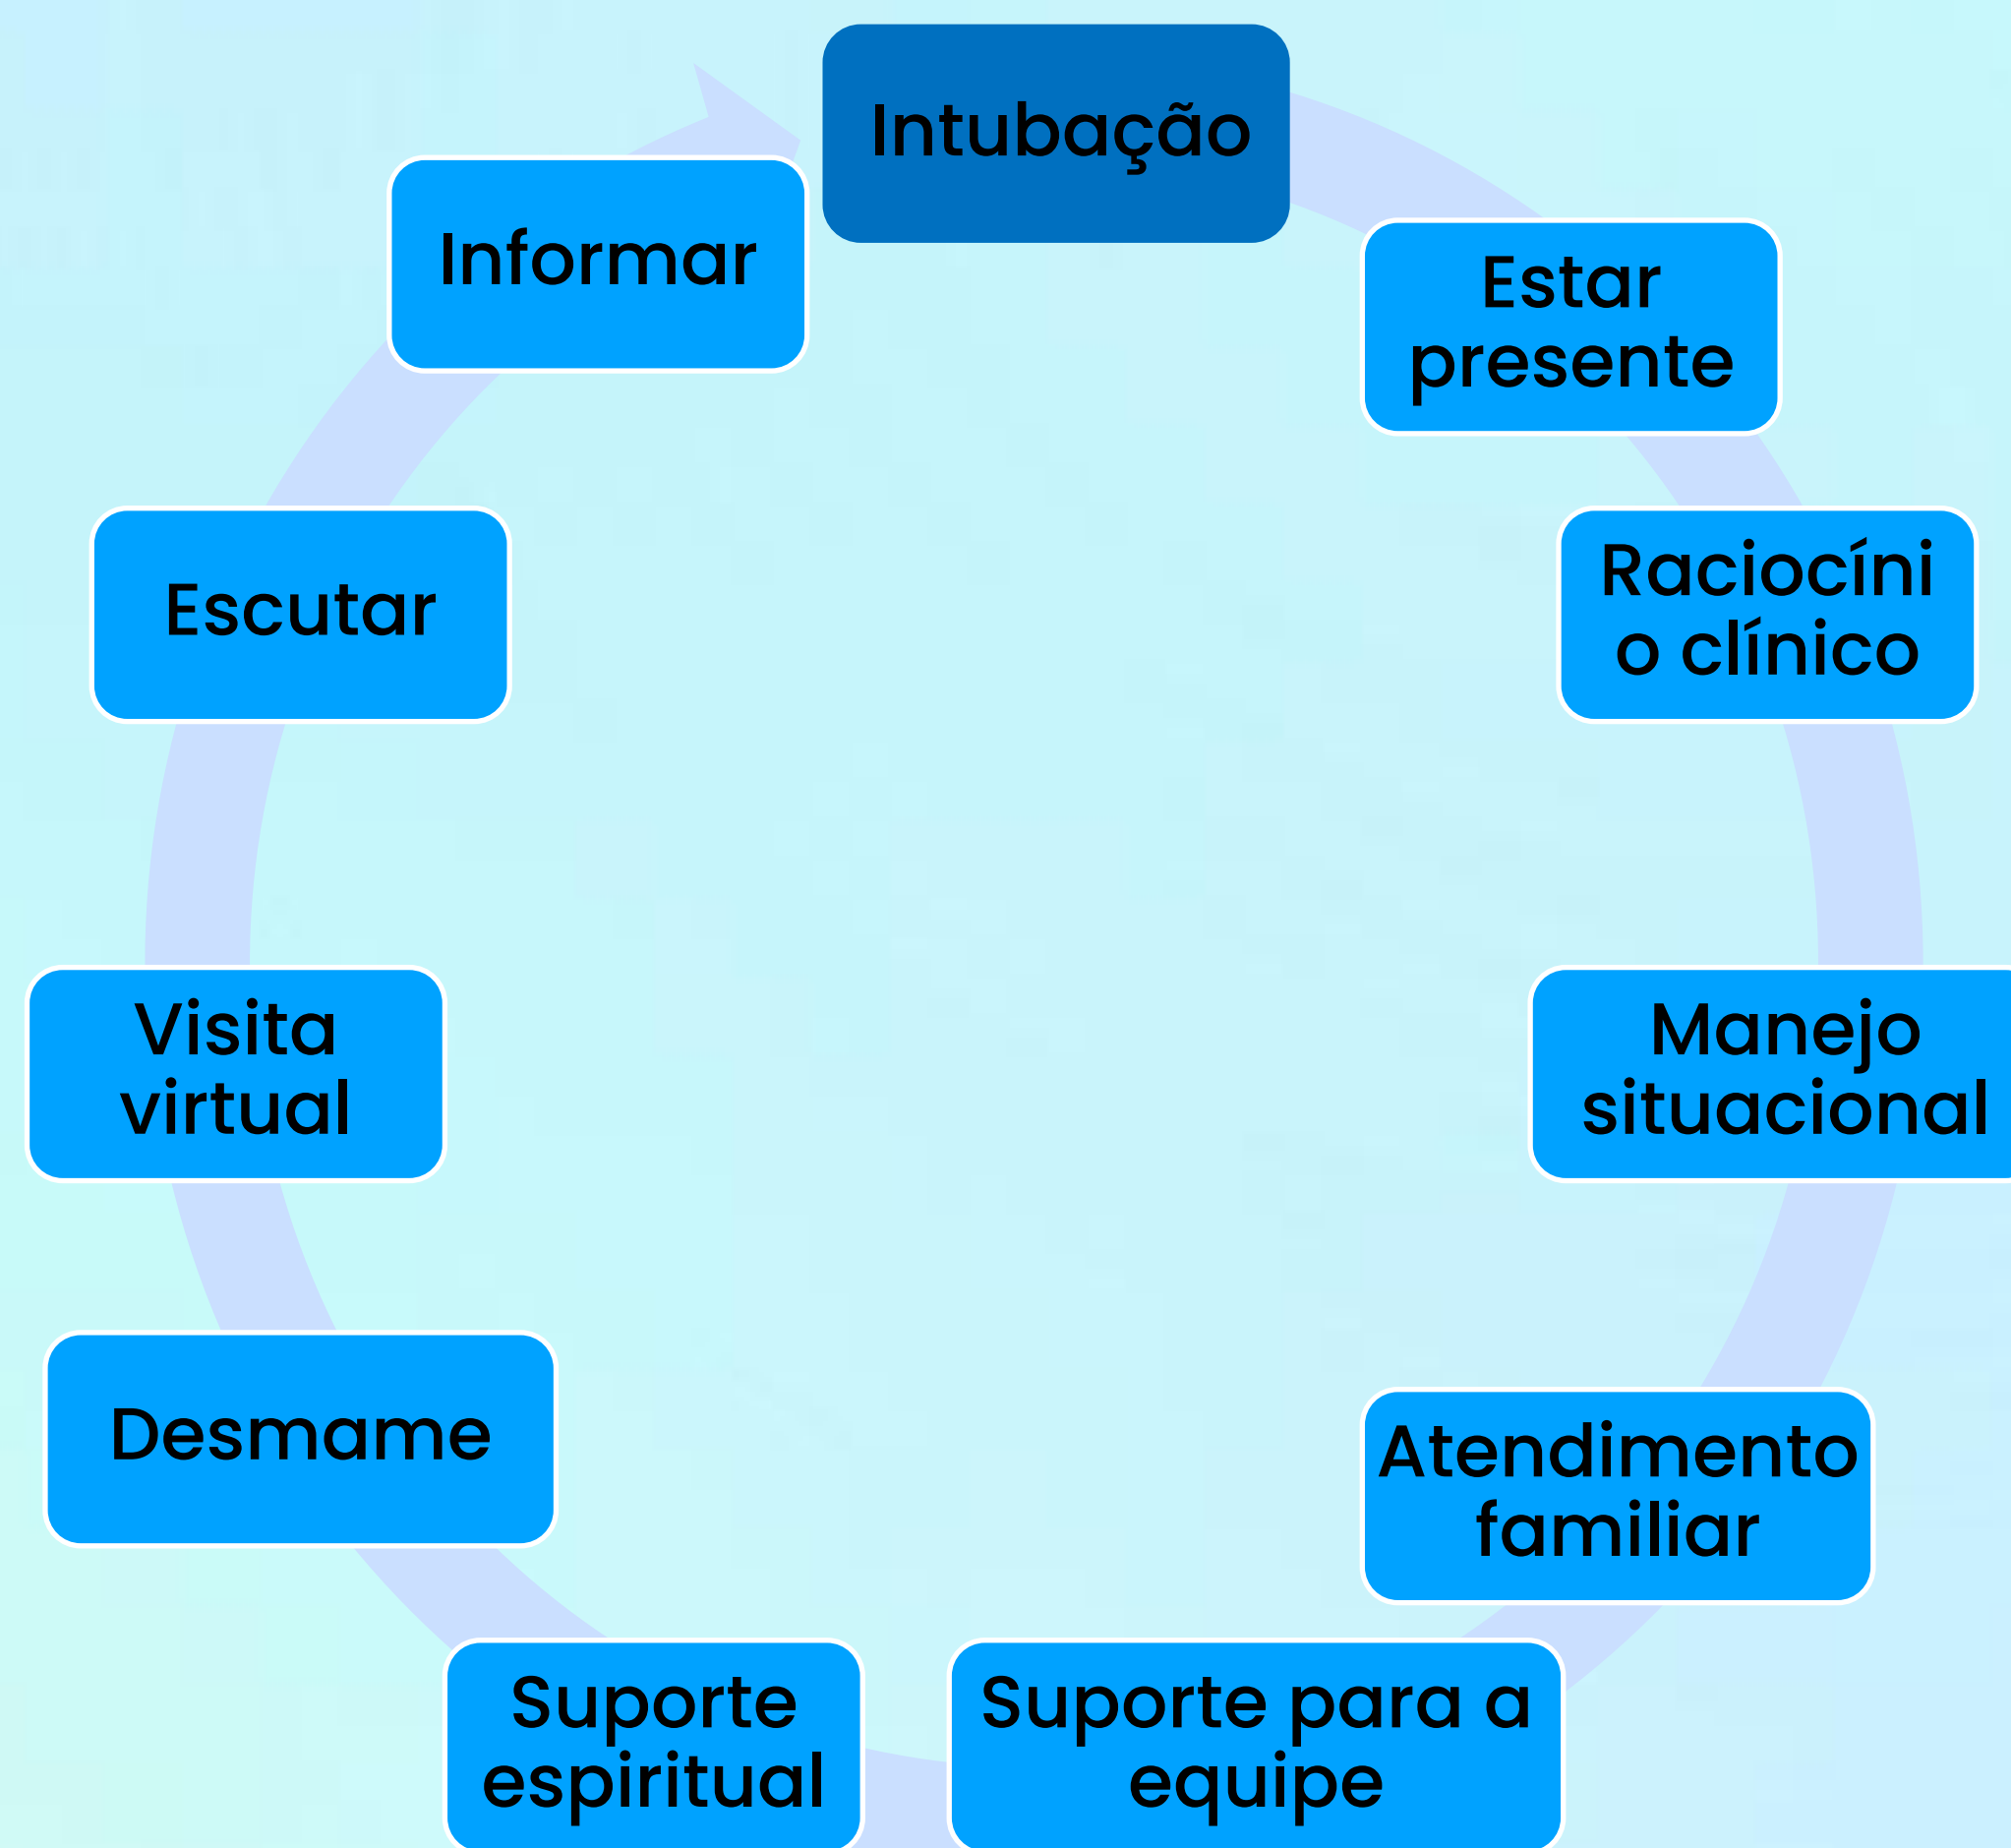 Intubação
Estar
presente
Raciocíni
o clínico
Manejo
situacional
Atendimento
familiar
Suporte para a
equipe
Suporte
espiritual
Desmame
Visita
virtual
Escutar
Informar